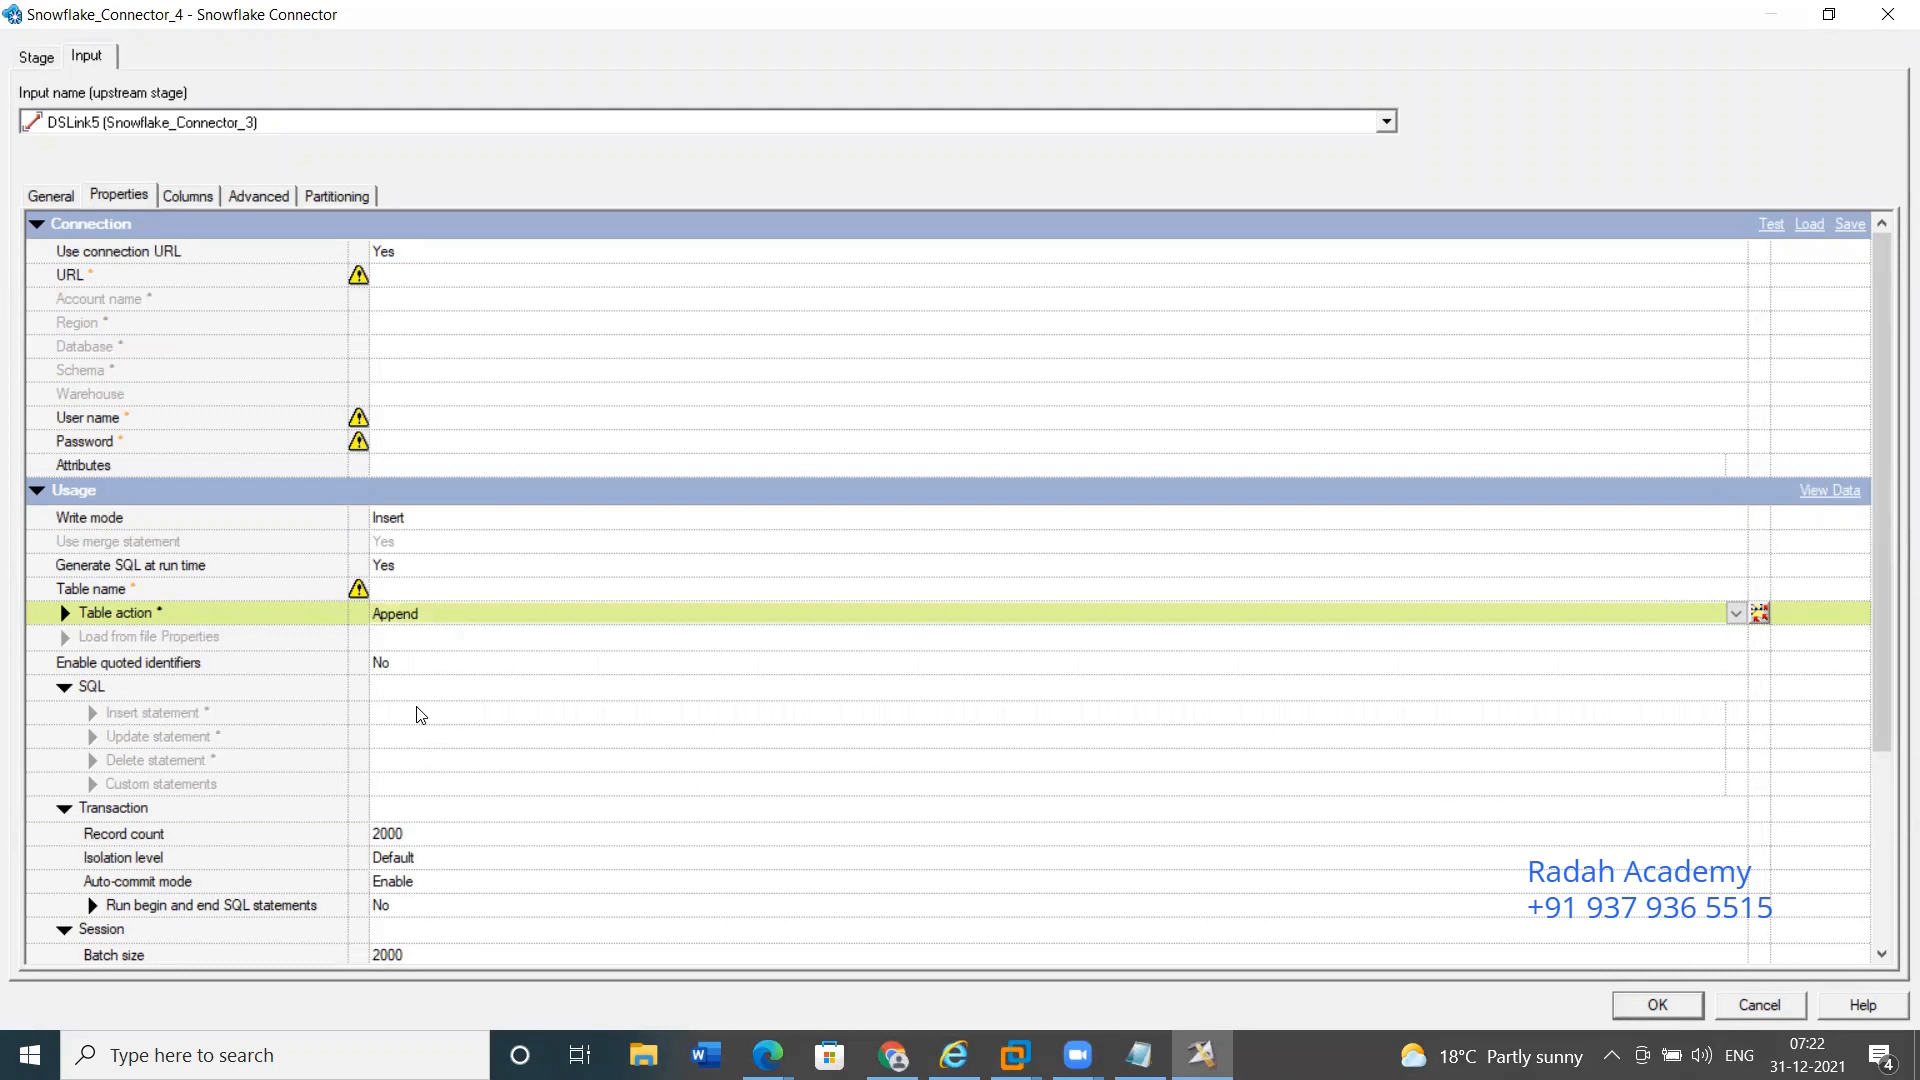 Snowflake_Connector_4 - Snowflake Connector
Stage Input
Input name (upstream stage)
DSLink5 (Snowflake_Connector_3)
General Properties Columns Advanced Partitioning
Connection Test Load Save
Use connection URL Yes
URL *
Account name *
Region *
Database *
Schema *
Warehouse
User name *
Password *
Attributes
Usage View Data
Write mode Insert
Use merge statement Yes
Generate SQL at run time Yes
Table name *
Table action * Append
Load from file Properties
Enable quoted identifiers No
SQL
Insert statement *
Update statement *
Delete statement *
Custom statements
Transaction
Record count 2000
Isolation level Default
Auto-commit mode Enable
Run begin and end SQL statements No
Session
Batch size 2000
Radah Academy
+91 937 936 5515
OK Cancel Help
Type here to search
18°C Partly sunny
ENG
07:22
31-12-2021
4